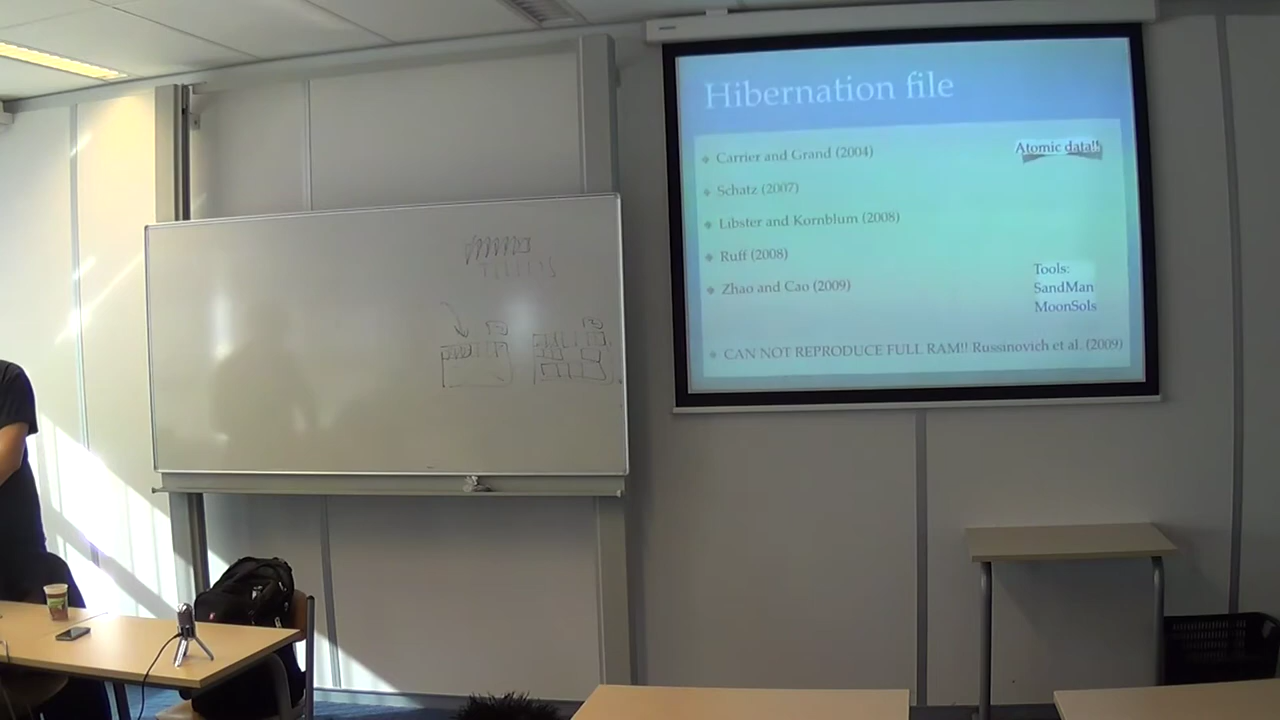 Hibernation file
Carrier and Grand (2004)
Atomic data!!
Schatz (2007)
Libster and Kornblum (2008)
Ruff (2008)
Zhao and Cao (2009)
Tools:
SandMan
MoonSols
CAN NOT REPRODUCE FULL RAM!! Russinovich et al. (2009)